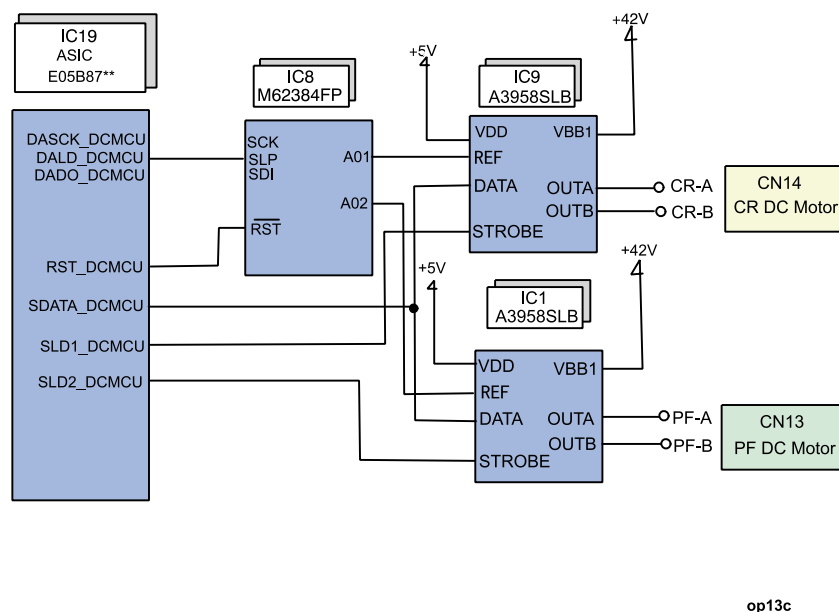 IC19
ASIC
E05B87**
DASCK_DCMCU
DALD_DCMCU
DADO_DCMCU
RST_DCMCU
SDATA_DCMCU
SLD1_DCMCU
SLD2_DCMCU
IC8
M62384FP
SCK
SLP
SDI
RST
A01
A02
+5V
+42V
IC9
A3958SLB
VDD
VBB1
REF
DATA
OUTA
OUTB
STROBE
CR-A
CR-B
CN14
CR DC Motor
+5V
+42V
IC1
A3958SLB
VDD
VBB1
REF
DATA
OUTA
OUTB
STROBE
PF-A
PF-B
CN13
PF DC Motor
op13c